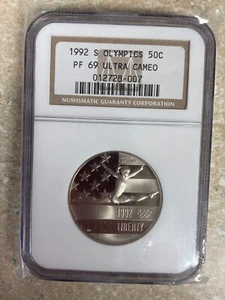 1992 S OLYMPICS 50C
PF 69 ULTRA CAMEO
012728-007
NUMISMATIC GUARANTY CORPORATION
1992
LIBERTY